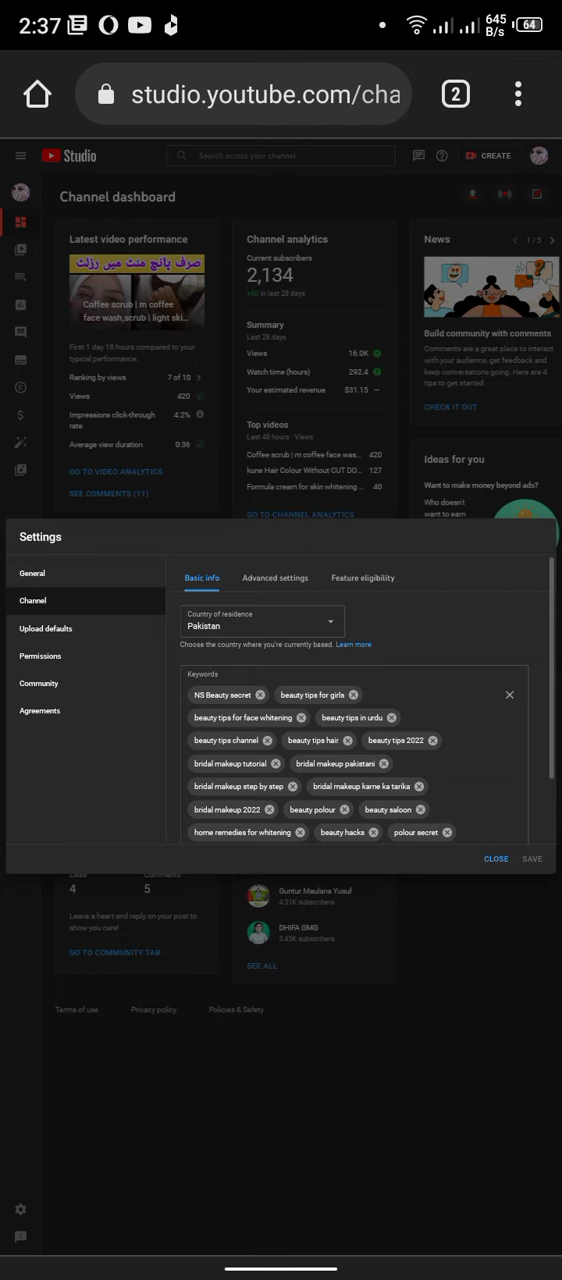 2:37
645
B/s
64
studio.youtube.com/cha
2
Studio
Search across your channel
CREATE
Channel dashboard
Latest video performance
صرف پانچ منٹ میں رزلٹ
Coffee scrub | m coffee
face wash,scrub | light ski...
First 1 day 18 hours compared to your
typical performance:
Ranking by views
7 of 10
Views
420
Impressions click-through
rate
4.2%
Average view duration
0:36
GO TO VIDEO ANALYTICS
SEE COMMENTS (11)
Channel analytics
Current subscribers
2,134
in last 28 days
Summary
Last 28 days
Views
16.0K
Watch time (hours)
292.4
Your estimated revenue
$31.15
Top videos
Last 48 hours · Views
Coffee scrub | m coffee face was...
420
kune Hair Colour Without CUT DO...
127
Formula cream for skin whitening ...
40
GO TO CHANNEL ANALYTICS
News
1 / 5
Build community with comments
Comments are a great place to interact
with your audience, get feedback and
keep conversations going. Here are 4
tips to get started
CHECK IT OUT
Ideas for you
Want to make money beyond ads?
Who doesn't
want to earn
Settings
General
Channel
Upload defaults
Permissions
Community
Agreements
Basic info
Advanced settings
Feature eligibility
Country of residence
Pakistan
Choose the country where you're currently based. Learn more
Keywords
NS Beauty secret
beauty tips for girls
beauty tips for face whitening
beauty tips in urdu
beauty tips channel
beauty tips hair
beauty tips 2022
bridal makeup tutorial
bridal makeup pakistani
bridal makeup step by step
bridal makeup karne ka tarika
bridal makeup 2022
beauty polour
beauty saloon
home remedies for whitening
beauty hacks
polour secret
CLOSE
SAVE
Likes
Comments
4
5
Leave a heart and reply on your post to
show you care!
GO TO COMMUNITY TAB
Guntur Maulana Yusuf
4.31K subscribers
DHIFA GMG
3.45K subscribers
SEE ALL
Terms of use
Privacy policy
Policies & Safety